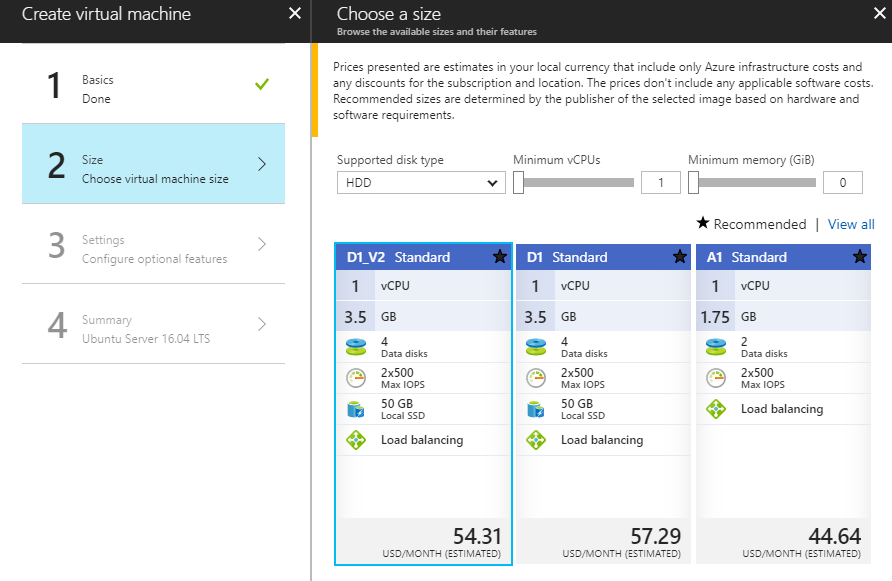 Create virtual machine
1
Basics
Done
2
Size
Choose virtual machine size
3
Settings
Configure optional features
4
Summary
Ubuntu Server 16.04 LTS
Choose a size
Browse the available sizes and their features
Prices presented are estimates in your local currency that include only Azure infrastructure costs and
any discounts for the subscription and location. The prices don't include any applicable software costs.
Recommended sizes are determined by the publisher of the selected image based on hardware and
software requirements.
Supported disk type
HDD
Minimum vCPUs
1
Minimum memory (GiB)
0
★ Recommended | View all
D1_V2 Standard
1 vCPU
3.5 GB
4
Data disks
2x500
Max IOPS
50 GB
Local SSD
Load balancing
54.31
USD/MONTH (ESTIMATED)
D1 Standard
1 vCPU
3.5 GB
4
Data disks
2x500
Max IOPS
50 GB
Local SSD
Load balancing
57.29
USD/MONTH (ESTIMATED)
A1 Standard
1 vCPU
1.75 GB
2
Data disks
2x500
Max IOPS
Load balancing
44.64
USD/MONTH (ESTIMATED)